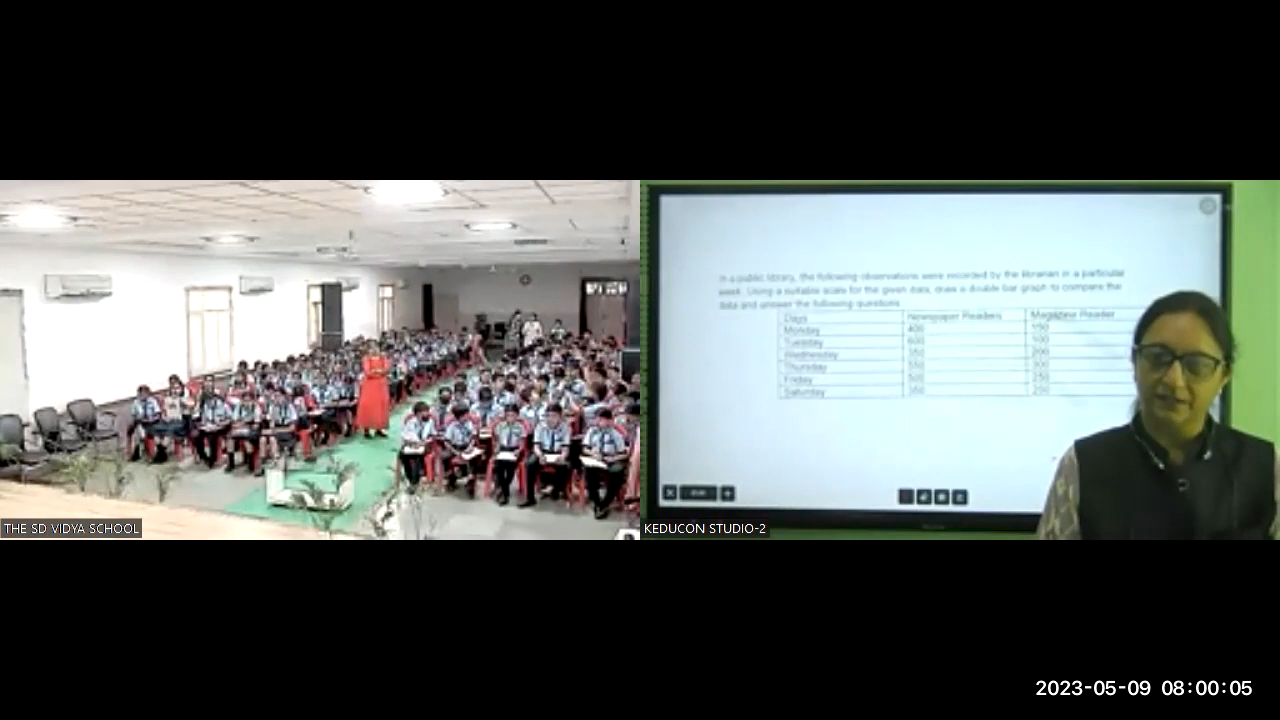 In a public library, the following observations were recorded by the librarian in a particular
week. Using a suitable scale for the given data, draw a double bar graph to compare the
data and answer the following questions
Days Newspaper Readers Magazine Reader
Monday 400 150
Tuesday 600 100
Wednesday 350 200
Thursday 550 300
Friday 500 250
Saturday 350
THE SD VIDYA SCHOOL
KEDUCON STUDIO-2
2023-05-09 08:00:05